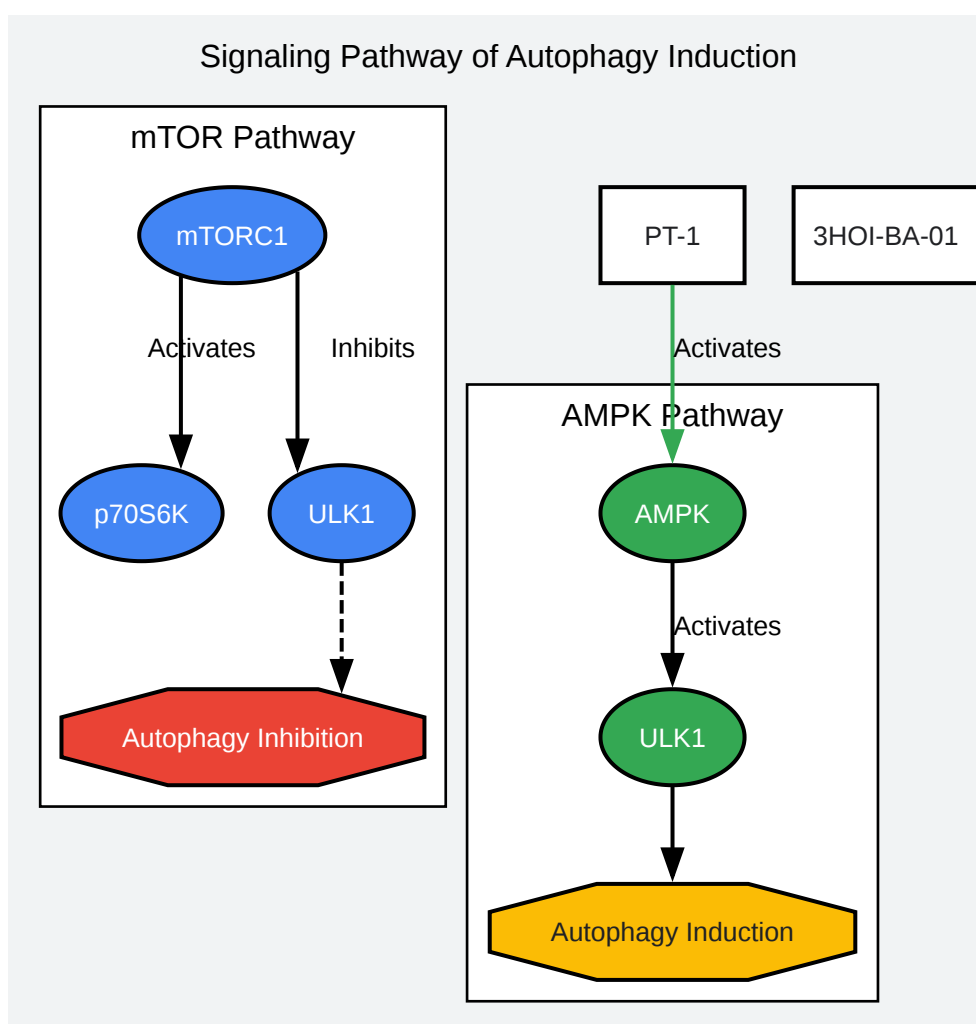 Signaling Pathway of Autophagy Induction
mTOR Pathway
mTORC1
PT-1
3HOI-BA-01
Activates
Inhibits
Activates
AMPK Pathway
p70S6K
ULK1
AMPK
Activates
Autophagy Inhibition
ULK1
Autophagy Induction